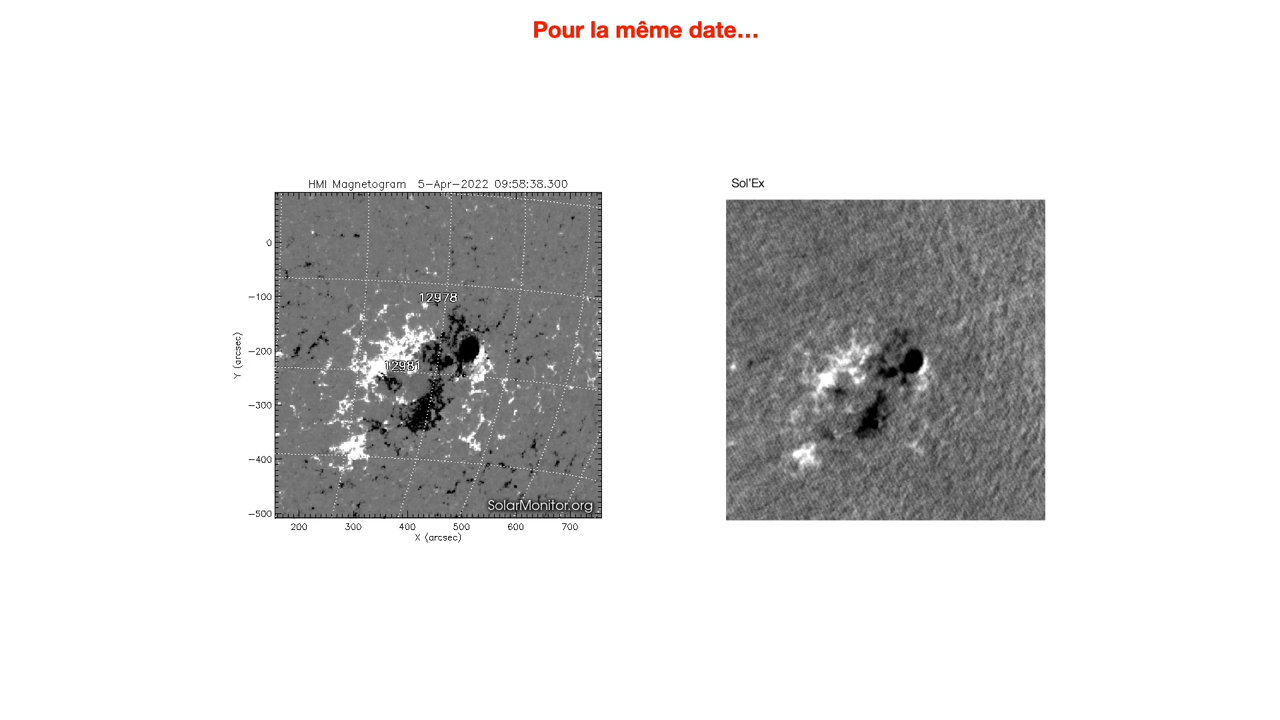 Pour la même date...
HMI Magnetogram 5-Apr-2022 09:58:38.300
Sol'Ex
0
-100
-200
-300
-400
-500
Y (arcsec)
12978
12981
SolarMonitor.org
200 300 400 500 600 700
X (arcsec)